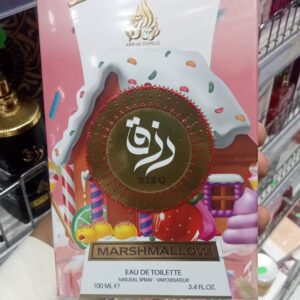 ARD AL ZAAFARAN
رزق
RIZQ
MARSHMALLOW
EAU DE TOILETTE
NATURAL SPRAY - VAPORISATEUR
100 ML ℮ 3.4 FL.OZ.